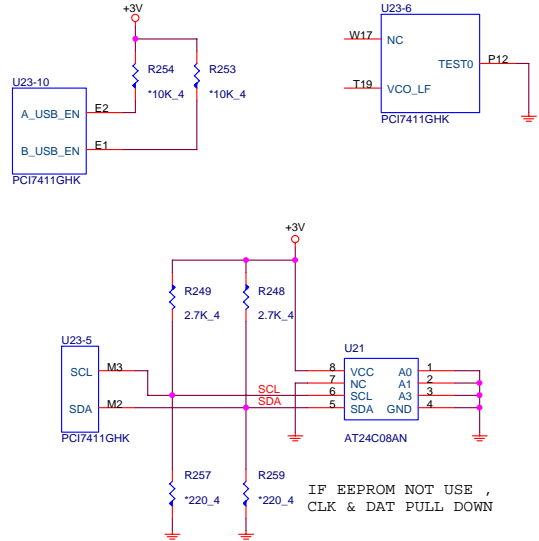 +3V
U23-6
W17 NC
R254 R253
TEST0 P12
U23-10
*10K_4 *10K_4
T19 VCO_LF
A_USB_EN E2
PCI7411GHK
B_USB_EN E1
PCI7411GHK
+3V
R249 R248
2.7K_4 2.7K_4
U23-5 U21
SCL M3 8 VCC A0 1
7 NC A1 2
SCL 6 SCL A3 3
SDA M2 SDA 5 SDA GND 4
PCI7411GHK AT24C08AN
R257 R259
*220_4 *220_4
IF EEPROM NOT USE ,
CLK & DAT PULL DOWN